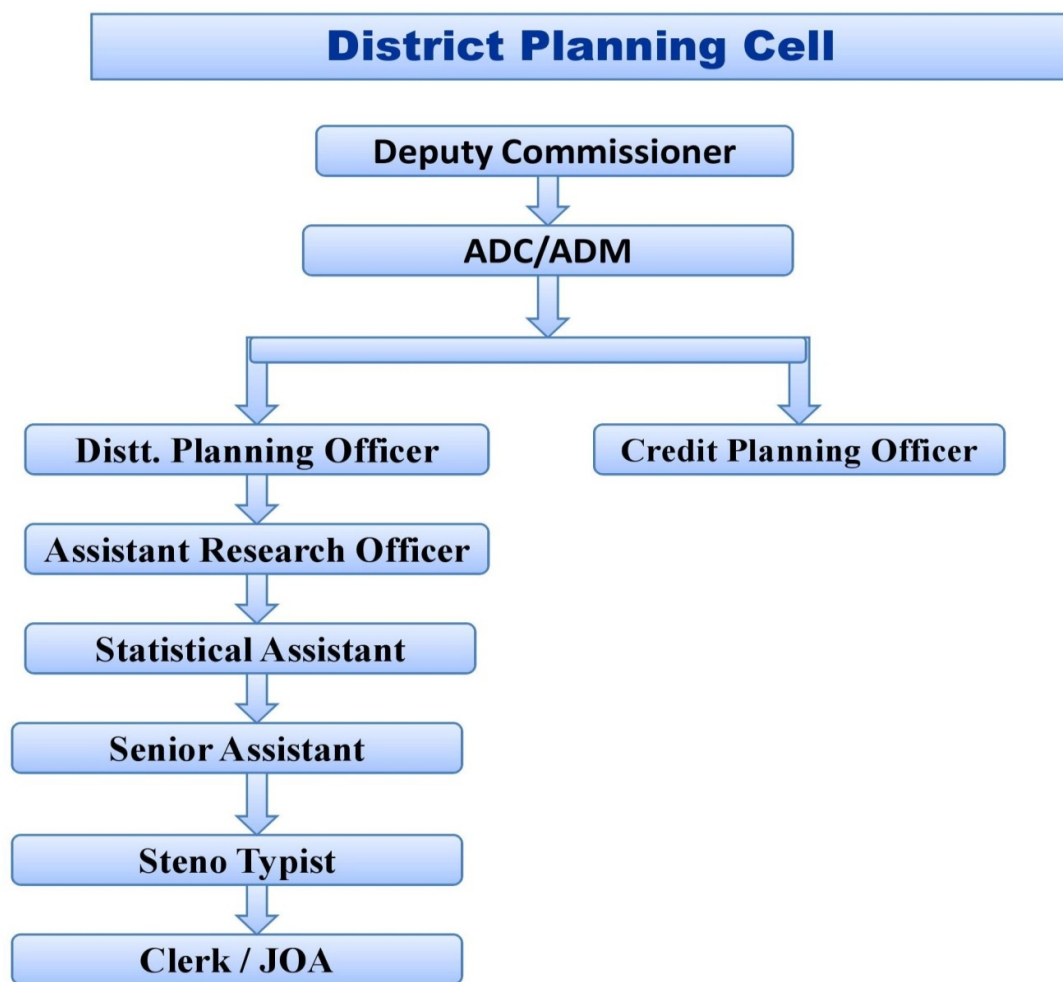 District Planning Cell
Deputy Commissioner
ADC/ADM
Distt. Planning Officer
Credit Planning Officer
Assistant Research Officer
Statistical Assistant
Senior Assistant
Steno Typist
Clerk / JOA